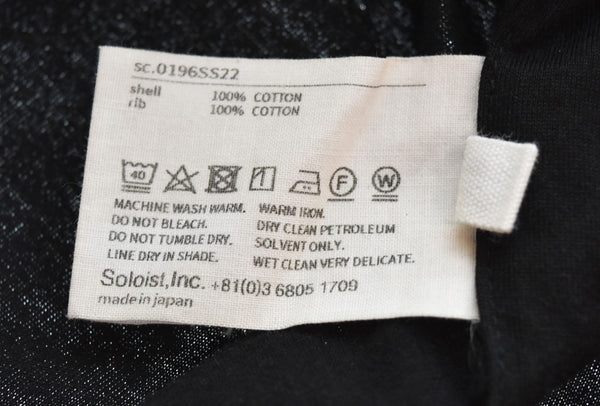 sc.0196SS22
shell 100% COTTON
rib 100% COTTON
40 F W
MACHINE WASH WARM. WARM IRON.
DO NOT BLEACH. DRY CLEAN PETROLEUM
DO NOT TUMBLE DRY. SOLVENT ONLY.
LINE DRY IN SHADE. WET CLEAN VERY DELICATE.
Soloist,Inc. +81(0)3 6805 1709
made in japan